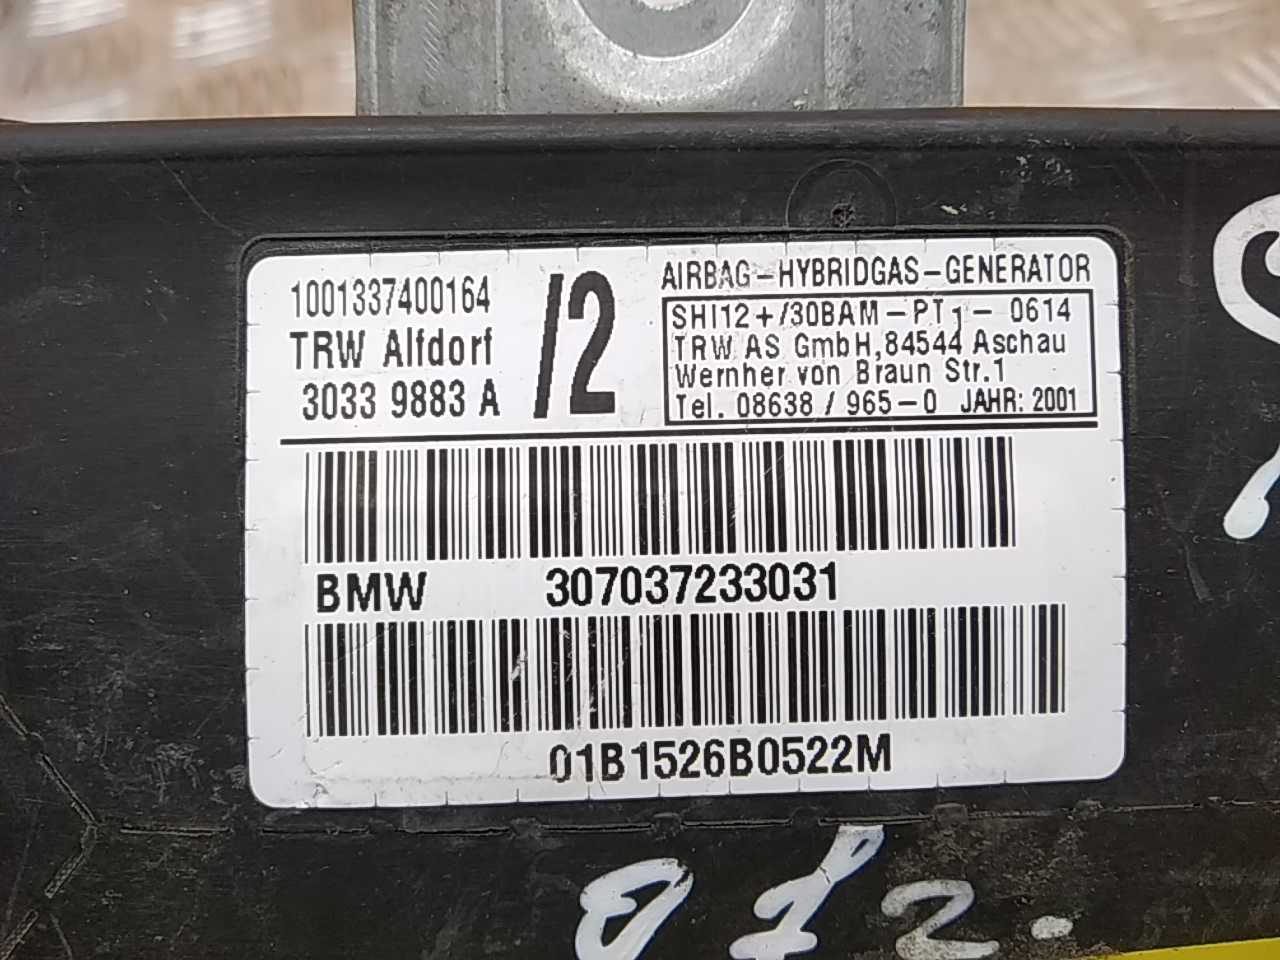 1001337400164
TRW Alfdorf
3033 9883 A
/2
AIRBAG-HYBRIDGAS-GENERATOR
SHI12+/30BAM-PT1-0614
TRW AS GmbH,84544 Aschau
Wernher von Braun Str.1
Tel. 08638 / 965-0 JAHR: 2001
BMW 307037233031
01B1526B0522M